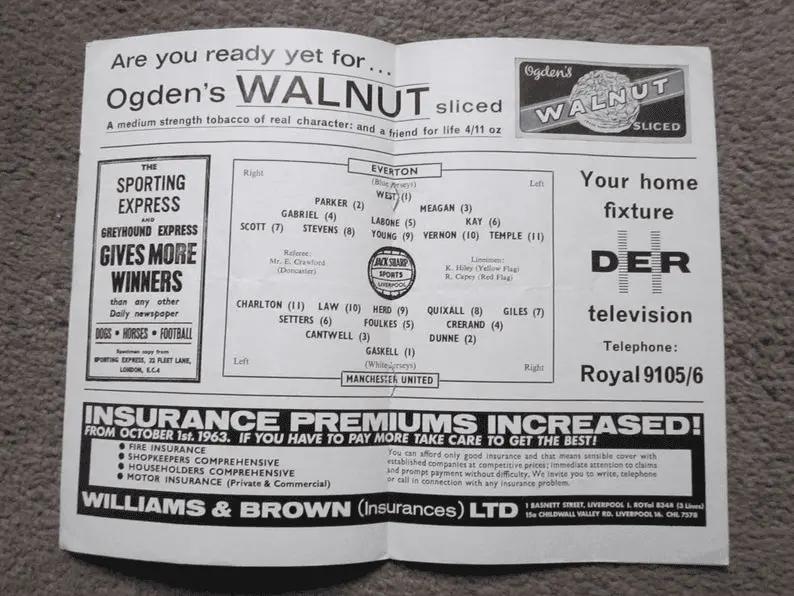 Are you ready yet for...
Ogden's WALNUT sliced
A medium strength tobacco of real character: and a friend for life 4/11 oz
Ogden's
WALNUT
SLICED
THE
SPORTING
EXPRESS
AND
GREYHOUND EXPRESS
GIVES MORE
WINNERS
than any other
Daily newspaper
DOGS • HORSES • FOOTBALL
Specimen copy from
SPORTING EXPRESS, 22 FLEET LANE,
LONDON, E.C.4
EVERTON
Right (Blue Jerseys) Left
WEST (1)
PARKER (2) MEAGAN (3)
GABRIEL (4) LABONE (5) KAY (6)
SCOTT (7) STEVENS (8) YOUNG (9) VERNON (10) TEMPLE (11)
Referee:
Mr. E. Crawford
(Doncaster)
JACK SHARP
SPORTS
LIVERPOOL
Linesmen:
K. Hiley (Yellow Flag)
R. Capey (Red Flag)
CHARLTON (11) LAW (10) HERD (9) QUIXALL (8) GILES (7)
SETTERS (6) FOULKES (5) CRERAND (4)
CANTWELL (3) DUNNE (2)
GASKELL (1)
Left (White Jerseys) Right
MANCHESTER UNITED
Your home
fixture
DER
television
Telephone:
Royal 9105/6
INSURANCE PREMIUMS INCREASED!
FROM OCTOBER 1st. 1963. IF YOU HAVE TO PAY MORE TAKE CARE TO GET THE BEST!
• FIRE INSURANCE
• SHOPKEEPERS COMPREHENSIVE
• HOUSEHOLDERS COMPREHENSIVE
• MOTOR INSURANCE (Private & Commercial)
You can afford only good insurance and that means sensible cover with
established companies at competitive prices; immediate attention to claims
and prompt payment without difficulty. We invite you to write, telephone
or call in connection with any insurance problem.
WILLIAMS & BROWN (Insurances) LTD
1 BASNETT STREET, LIVERPOOL 1. ROYal 8348 (3 Lines)
15a CHILDWALL VALLEY RD. LIVERPOOL 16. CHL 7578